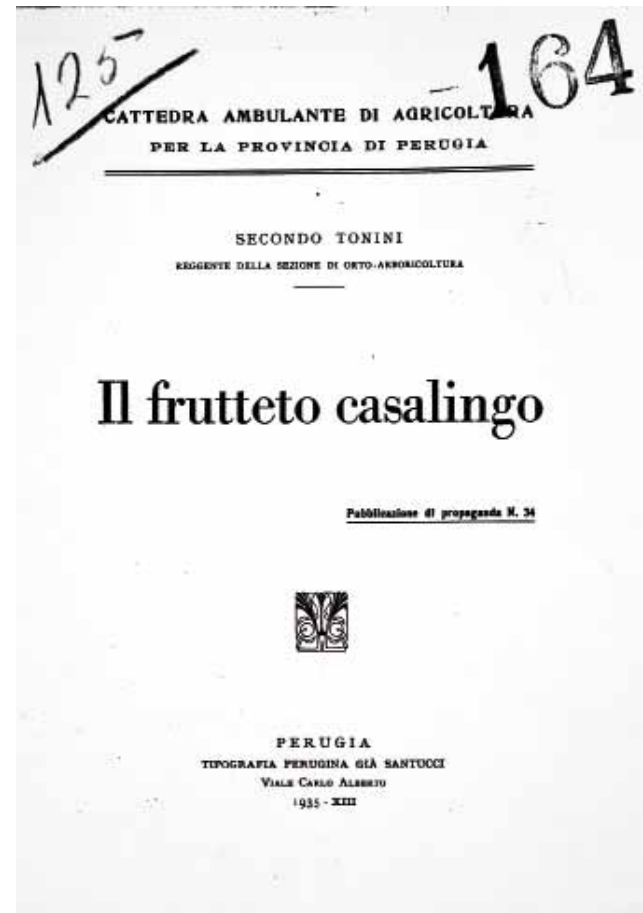 125
164
CATTEDRA AMBULANTE DI AGRICOLTURA
PER LA PROVINCIA DI PERUGIA
SECONDO TONINI
REGGENTE DELLA SEZIONE DI ORTO-ARBORICOLTURA
Il frutteto casalingo
Pubblicazione di propaganda N. 34
PERUGIA
TIPOGRAFIA PERUGINA GIÀ SANTUCCI
VIALE CARLO ALBERTO
1935 - XIII